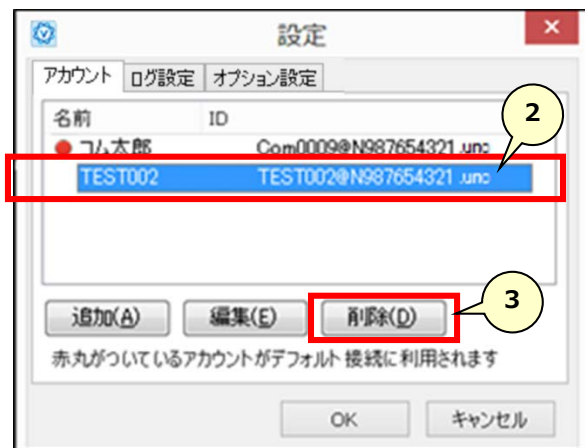 設定
アカウント ログ設定 オプション設定
名前 ID
コム太郎 Com0009@N987654321.uno
2
TEST002 TEST002@N987654321.uno
追加(A) 編集(E) 削除(D)
3
赤丸がついているアカウントがデフォルト接続に利用されます
OK キャンセル